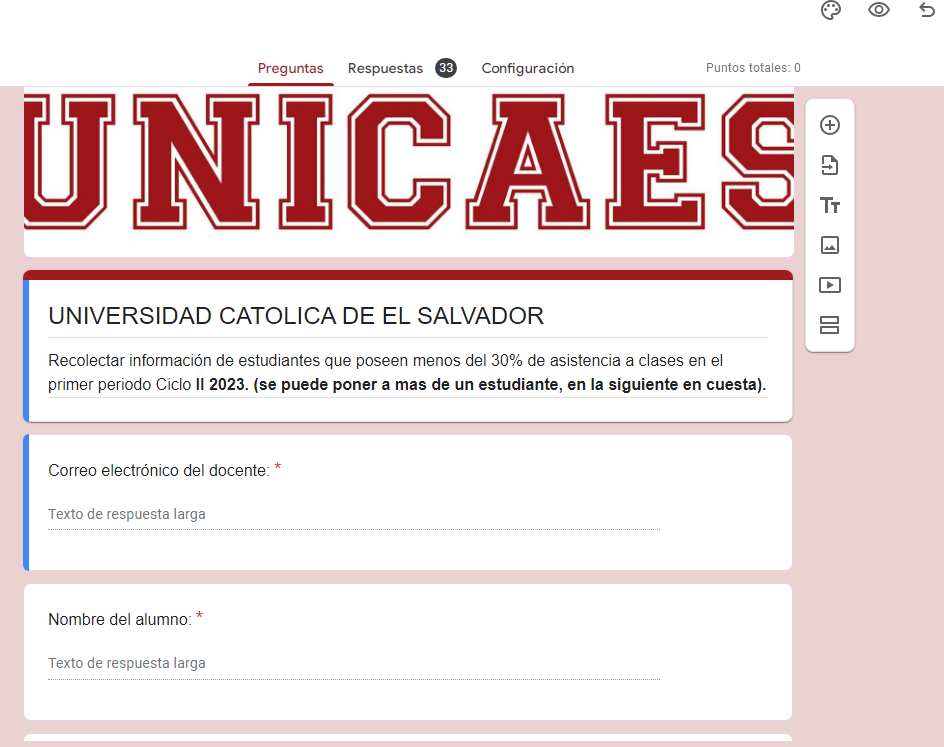 Preguntas Respuestas 33 Configuración Puntos totales: 0
UNICAES
Tт
UNIVERSIDAD CATOLICA DE EL SALVADOR
Recolectar información de estudiantes que poseen menos del 30% de asistencia a clases en el
primer periodo Ciclo II 2023. (se puede poner a mas de un estudiante, en la siguiente en cuesta).
Correo electrónico del docente: *
Texto de respuesta larga
Nombre del alumno: *
Texto de respuesta larga